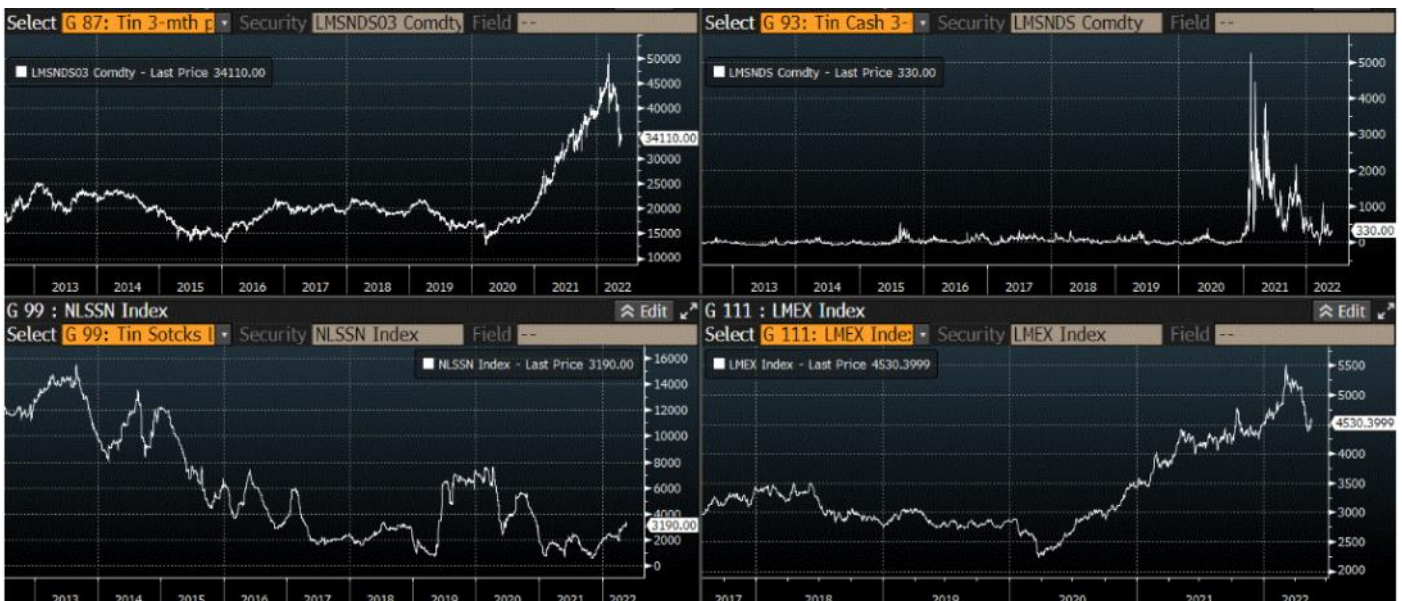 Select G 87: Tin 3-mth p Security LMSNDS03 Comdty Field --
LMSNDS03 Comdty - Last Price 34110.00
50000
45000
40000
34110.00
30000
25000
20000
15000
10000
2013 2014 2015 2016 2017 2018 2019 2020 2021 2022
Select G 93: Tin Cash 3- Security LMSNDS Comdty Field --
LMSNDS Comdty - Last Price 330.00
5000
4000
3000
2000
1000
330.00
0
2013 2014 2015 2016 2017 2018 2019 2020 2021 2022
G 99 : NLSSN Index Edit
Select G 99: Tin Sotcks Security NLSSN Index Field --
NLSSN Index - Last Price 3190.00
16000
14000
12000
10000
8000
6000
4000
3190.00
2000
0
2013 2014 2015 2016 2017 2018 2019 2020 2021 2022
G 111 : LMEX Index Edit
Select G 111: LMEX Index Security LMEX Index Field --
LMEX Index - Last Price 4530.3999
5500
5000
4530.3999
4000
3500
3000
2500
2000
2017 2018 2019 2020 2021 2022